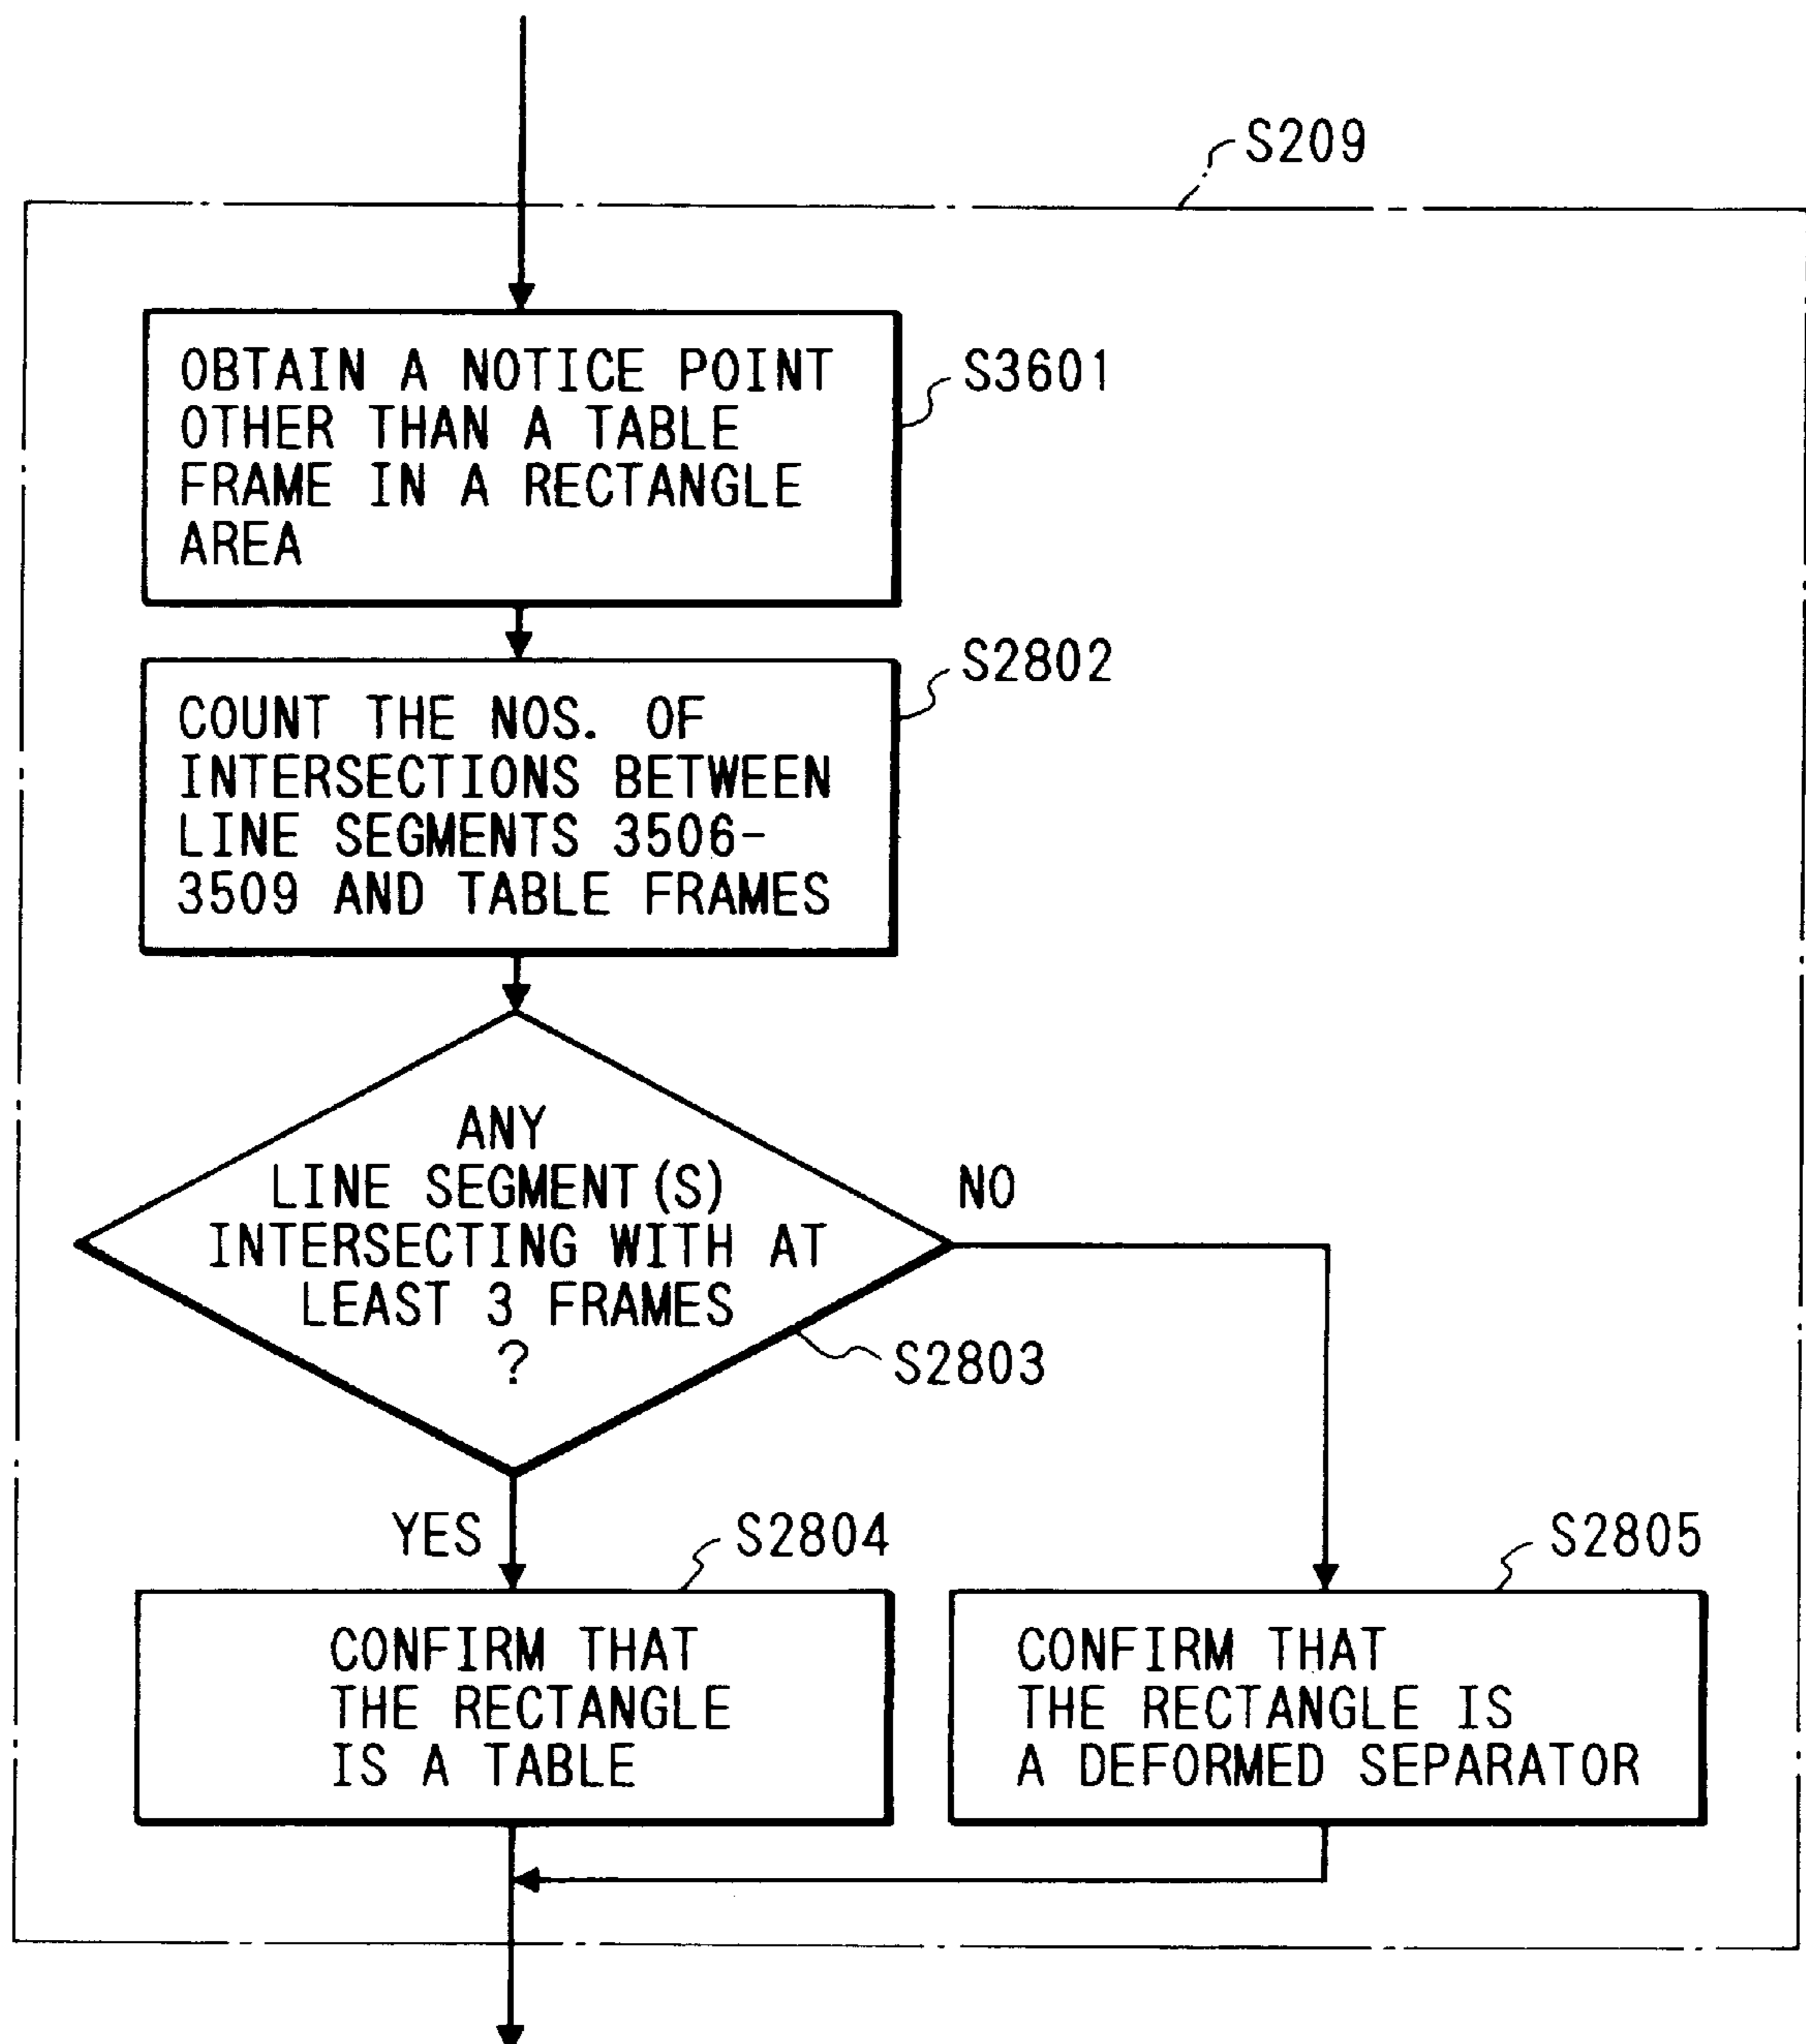 S209
OBTAIN A NOTICE POINT
OTHER THAN A TABLE
FRAME IN A RECTANGLE
AREA
S3601
COUNT THE NOS. OF
INTERSECTIONS BETWEEN
LINE SEGMENTS 3506-
3509 AND TABLE FRAMES
S2802
ANY
LINE SEGMENT(S)
INTERSECTING WITH AT
LEAST 3 FRAMES
?
S2803
NO
YES
S2804
CONFIRM THAT
THE RECTANGLE
IS A TABLE
S2805
CONFIRM THAT
THE RECTANGLE IS
A DEFORMED SEPARATOR